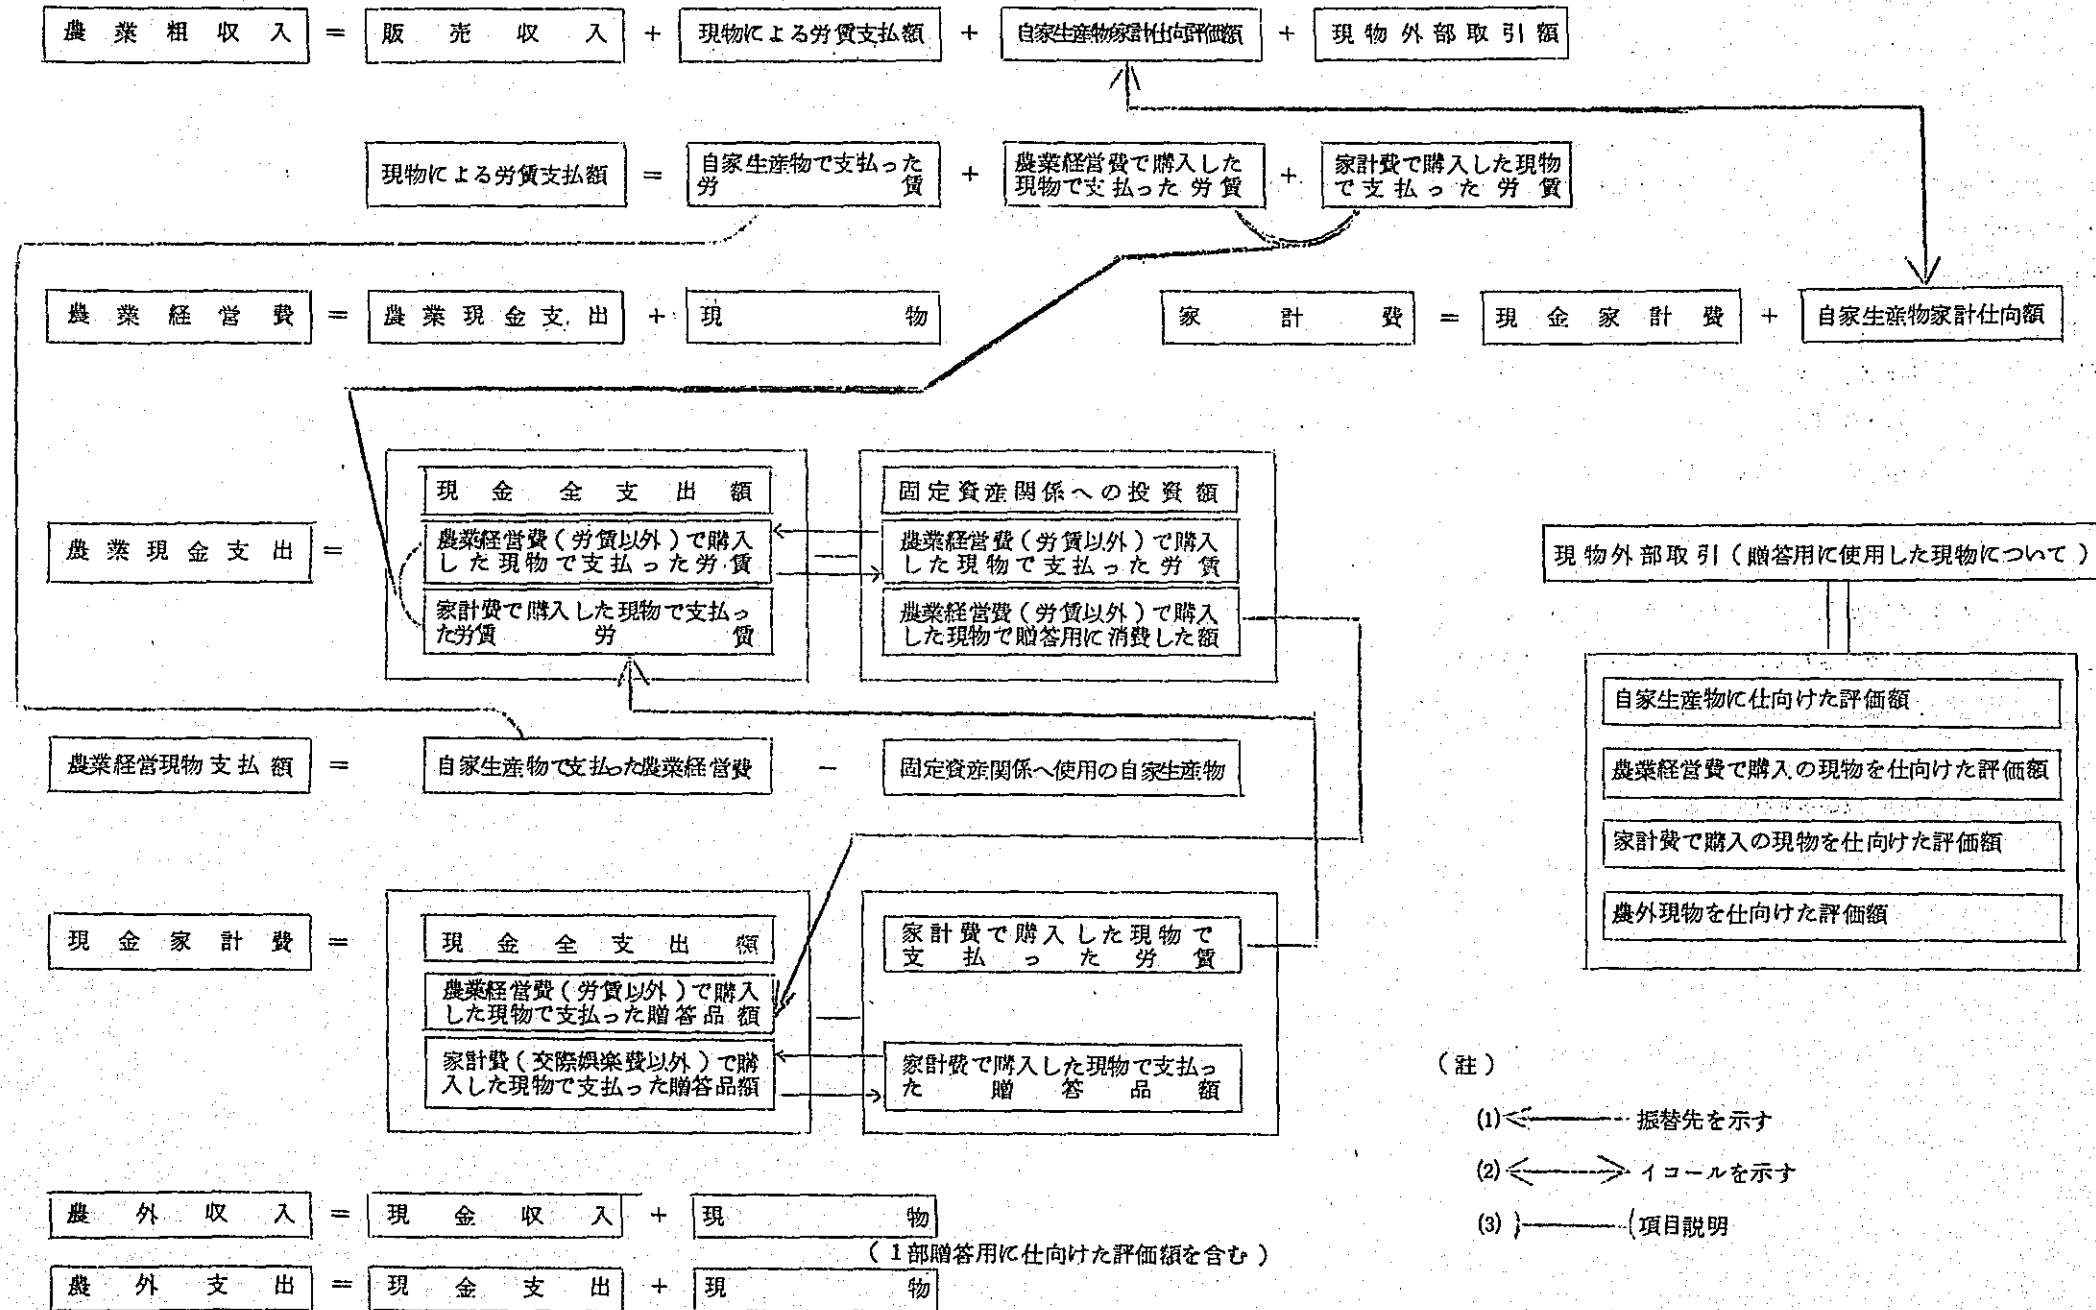 農業粗収入 = 販売収入 + 現物による労賃支払額 + 自家生産物家計仕向評価額 + 現物外部取引額
現物による労賃支払額 = 自家生産物で支払った労賃 + 農業経営費で購入した現物で支払った労賃 + 家計費で購入した現物で支払った労賃
農業経営費 = 農業現金支出 + 現物
家計費 = 現金家計費 + 自家生産物家計仕向額
農業現金支出 =
現金全支出額
農業経営費(労賃以外)で購入
した現物で支払った労賃
家計費で購入した現物で支払っ
た労賃 労賃
−
固定資産関係への投資額
農業経営費(労賃以外)で購入
した現物で支払った労賃
農業経営費(労賃以外)で購入
した現物で贈答用に消費した額
現物外部取引(贈答用に使用した現物について)
自家生産物に仕向けた評価額
農業経営費で購入の現物を仕向けた評価額
家計費で購入の現物を仕向けた評価額
農外現物を仕向けた評価額
農業経営現物支払額 = 自家生産物で支払った農業経営費 − 固定資産関係へ使用の自家生産物
現金家計費 =
現金全支出額
農業経営費(労賃以外)で購入
した現物で支払った贈答品額
家計費(交際娯楽費以外)で購
入した現物で支払った贈答品額
−
家計費で購入した現物で
支払った労賃
家計費で購入した現物で支払っ
た贈答品額
(註)
(1) 振替先を示す
(2) イコールを示す
(3) 項目説明
農外収入 = 現金収入 + 現物
(1部贈答用に仕向けた評価額を含む)
農外支出 = 現金支出 + 現物